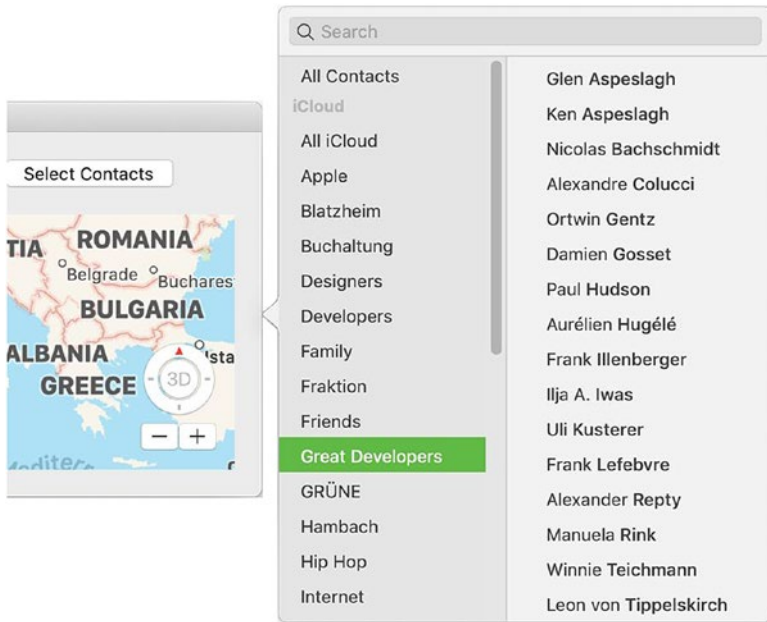 Select Contacts
TIA
ROMANIA
Belgrade
Buchares
BULGARIA
ALBANIA
Ista
GREECE
3D
− +
Search
All Contacts
iCloud
All iCloud
Apple
Blatzheim
Buchaltung
Designers
Developers
Family
Fraktion
Friends
Great Developers
GRÜNE
Hambach
Hip Hop
Internet
Glen Aspeslagh
Ken Aspeslagh
Nicolas Bachschmidt
Alexandre Colucci
Ortwin Gentz
Damien Gosset
Paul Hudson
Aurélien Hugélé
Frank Illenberger
Ilja A. Iwas
Uli Kusterer
Frank Lefebvre
Alexander Repty
Manuela Rink
Winnie Teichmann
Leon von Tippelskirch